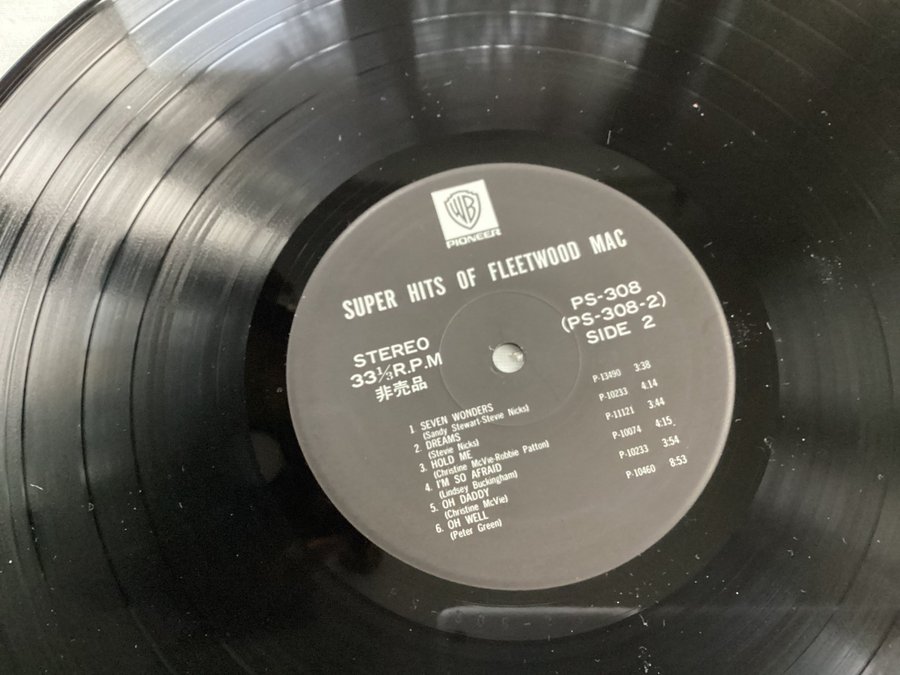 WB
PIONEER
SUPER HITS OF FLEETWOOD MAC
STEREO
33⅓R.P.M
非売品
PS-308
(PS-308-2)
SIDE 2
1. SEVEN WONDERS P-13490 3:38
(Sandy Stewart-Stevie Nicks)
2. DREAMS P-10233 4.14
(Stevie Nicks)
3. HOLD ME P-11121 3:44
(Christine McVie-Robbie Patton)
4. I'M SO AFRAID P-10074 4:15
(Lindsey Buckingham)
5. OH DADDY P-10233 3:54
(Christine McVie)
6. OH WELL P-10460 8:53
(Peter Green)